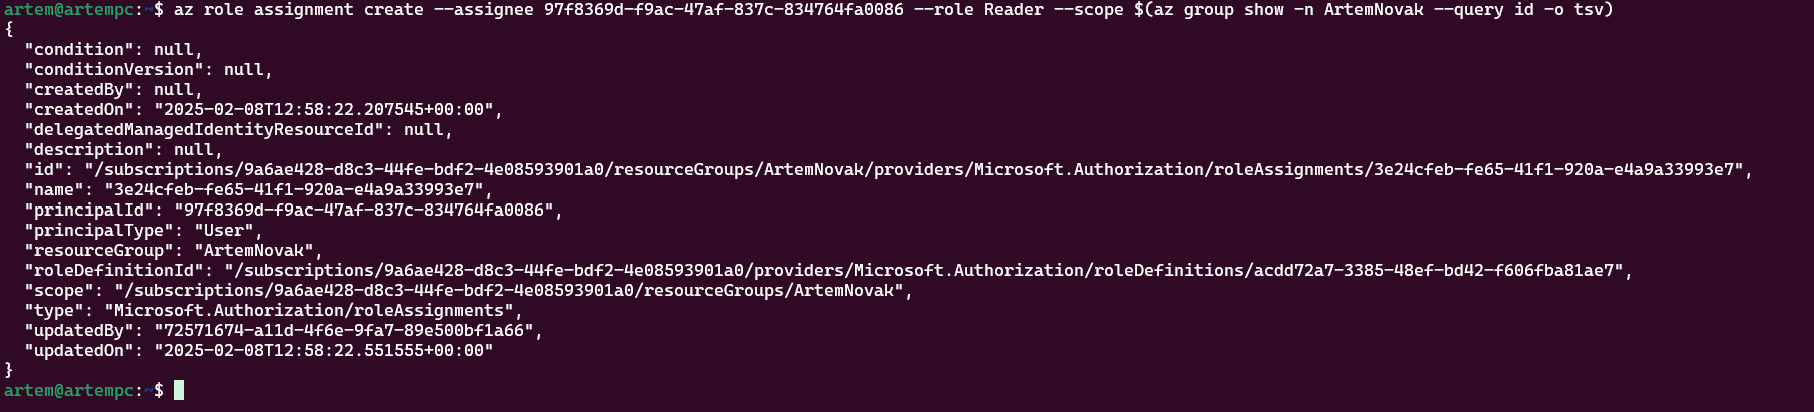 artem@artempc:~$ az role assignment create --assignee 97f8369d-f9ac-47af-837c-834764fa0086 --role Reader --scope $(az group show -n ArtemNovak --query id -o tsv)
{
  "condition": null,
  "conditionVersion": null,
  "createdBy": null,
  "createdOn": "2025-02-08T12:58:22.207545+00:00",
  "delegatedManagedIdentityResourceId": null,
  "description": null,
  "id": "/subscriptions/9a6ae428-d8c3-44fe-bdf2-4e08593901a0/resourceGroups/ArtemNovak/providers/Microsoft.Authorization/roleAssignments/3e24cfeb-fe65-41f1-920a-e4a9a33993e7",
  "name": "3e24cfeb-fe65-41f1-920a-e4a9a33993e7",
  "principalId": "97f8369d-f9ac-47af-837c-834764fa0086",
  "principalType": "User",
  "resourceGroup": "ArtemNovak",
  "roleDefinitionId": "/subscriptions/9a6ae428-d8c3-44fe-bdf2-4e08593901a0/providers/Microsoft.Authorization/roleDefinitions/acdd72a7-3385-48ef-bd42-f606fba81ae7",
  "scope": "/subscriptions/9a6ae428-d8c3-44fe-bdf2-4e08593901a0/resourceGroups/ArtemNovak",
  "type": "Microsoft.Authorization/roleAssignments",
  "updatedBy": "72571674-a11d-4f6e-9fa7-89e500bf1a66",
  "updatedOn": "2025-02-08T12:58:22.551555+00:00"
}
artem@artempc:~$